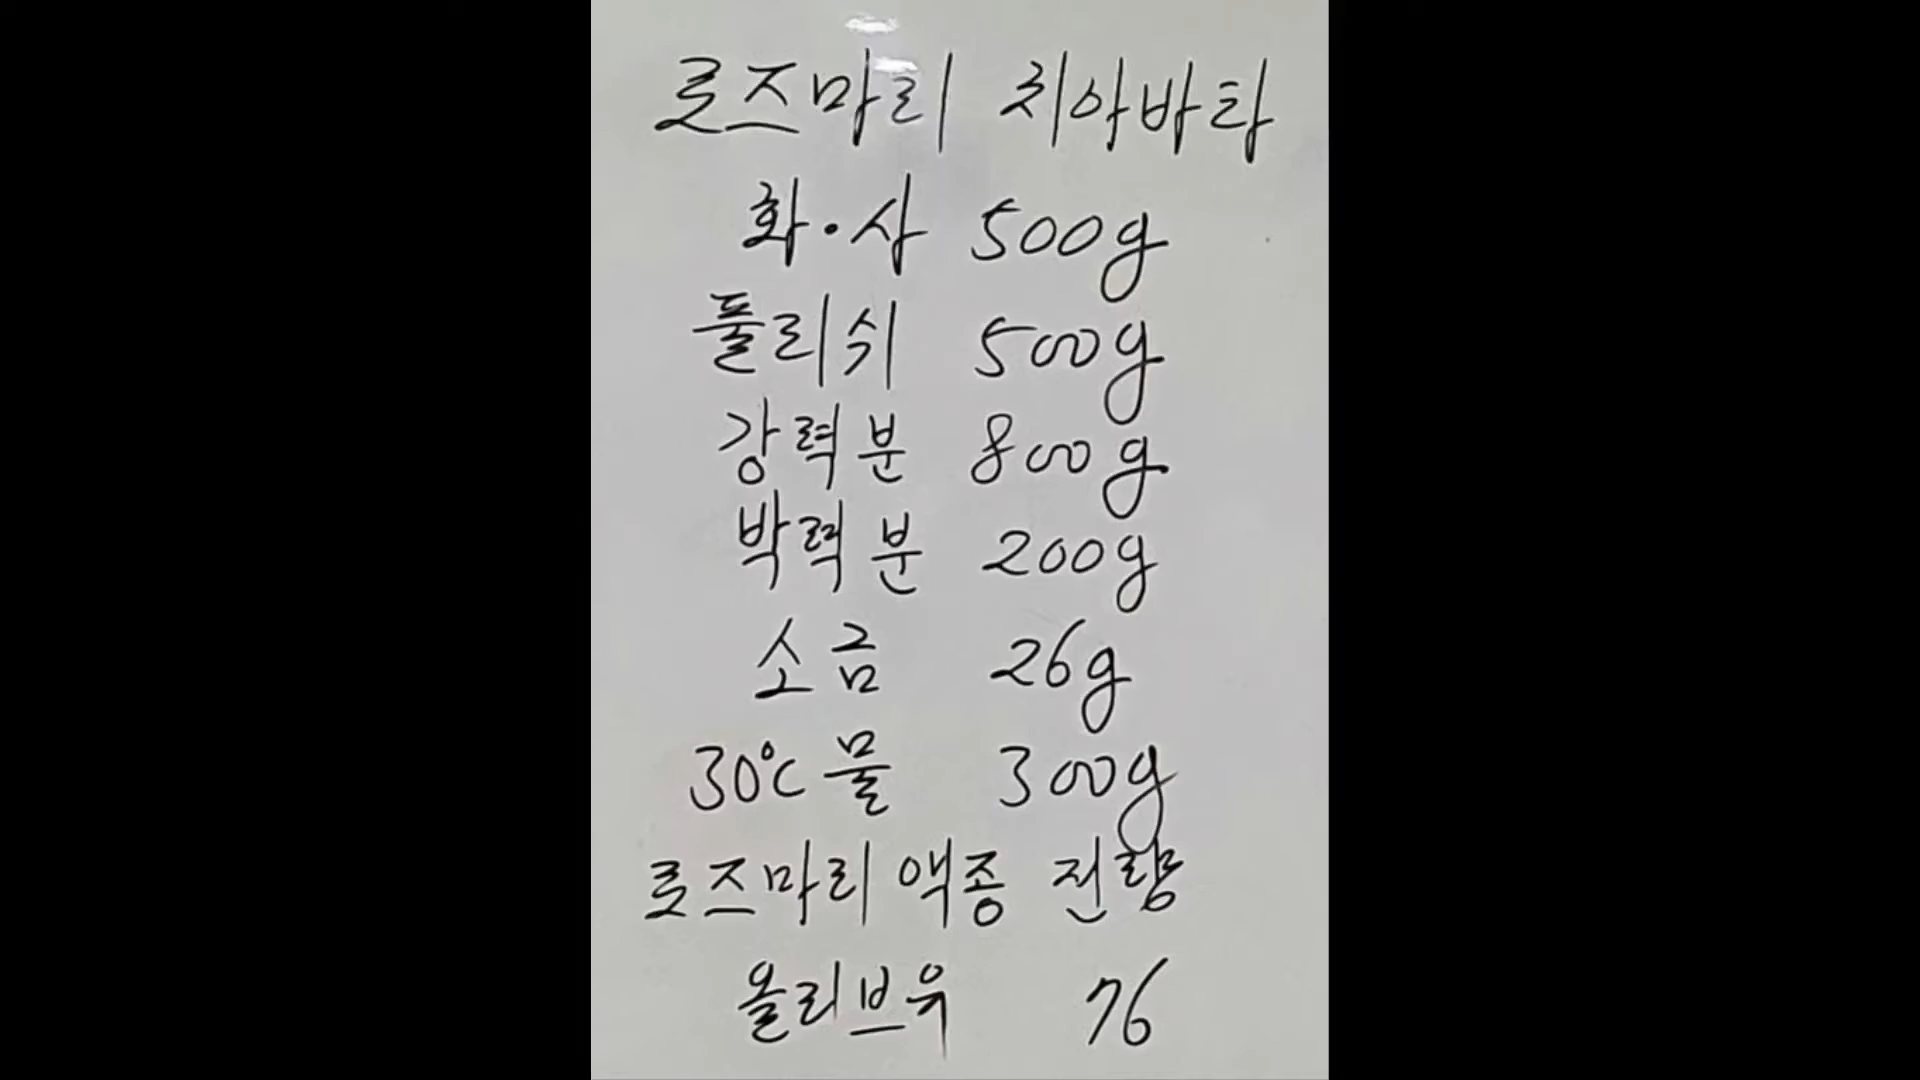 로즈마리 치아바타
화·사 500g
풀리쉬 500g
강력분 800g
박력분 200g
소금 26g
30℃ 물 300g
로즈마리 액종 전량
올리브유 76